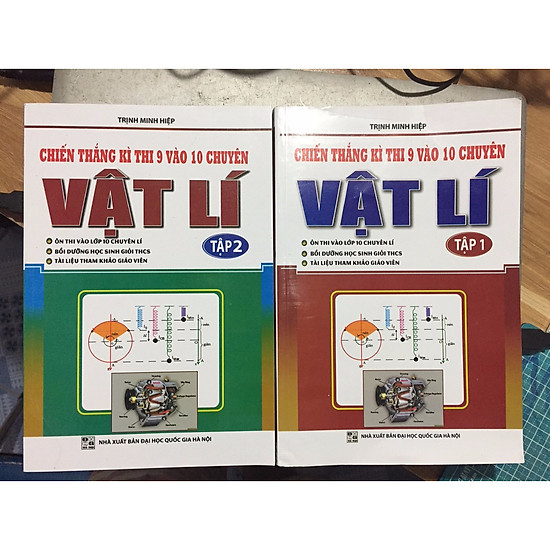 TRỊNH MINH HIỆP
CHIẾN THẮNG KÌ THI 9 VÀO 10 CHUYÊN
VẬT LÍ
ÔN THI VÀO LỚP 10 CHUYÊN LÍ
BỒI DƯỠNG HỌC SINH GIỎI THCS
TÀI LIỆU THAM KHẢO GIÁO VIÊN
TẬP 2
NHÀ XUẤT BẢN ĐẠI HỌC QUỐC GIA HÀ NỘI
TRỊNH MINH HIỆP
CHIẾN THẮNG KÌ THI 9 VÀO 10 CHUYÊN
VẬT LÍ
ÔN THI VÀO LỚP 10 CHUYÊN LÍ
BỒI DƯỠNG HỌC SINH GIỎI THCS
TÀI LIỆU THAM KHẢO GIÁO VIÊN
TẬP 1
NHÀ XUẤT BẢN ĐẠI HỌC QUỐC GIA HÀ NỘI